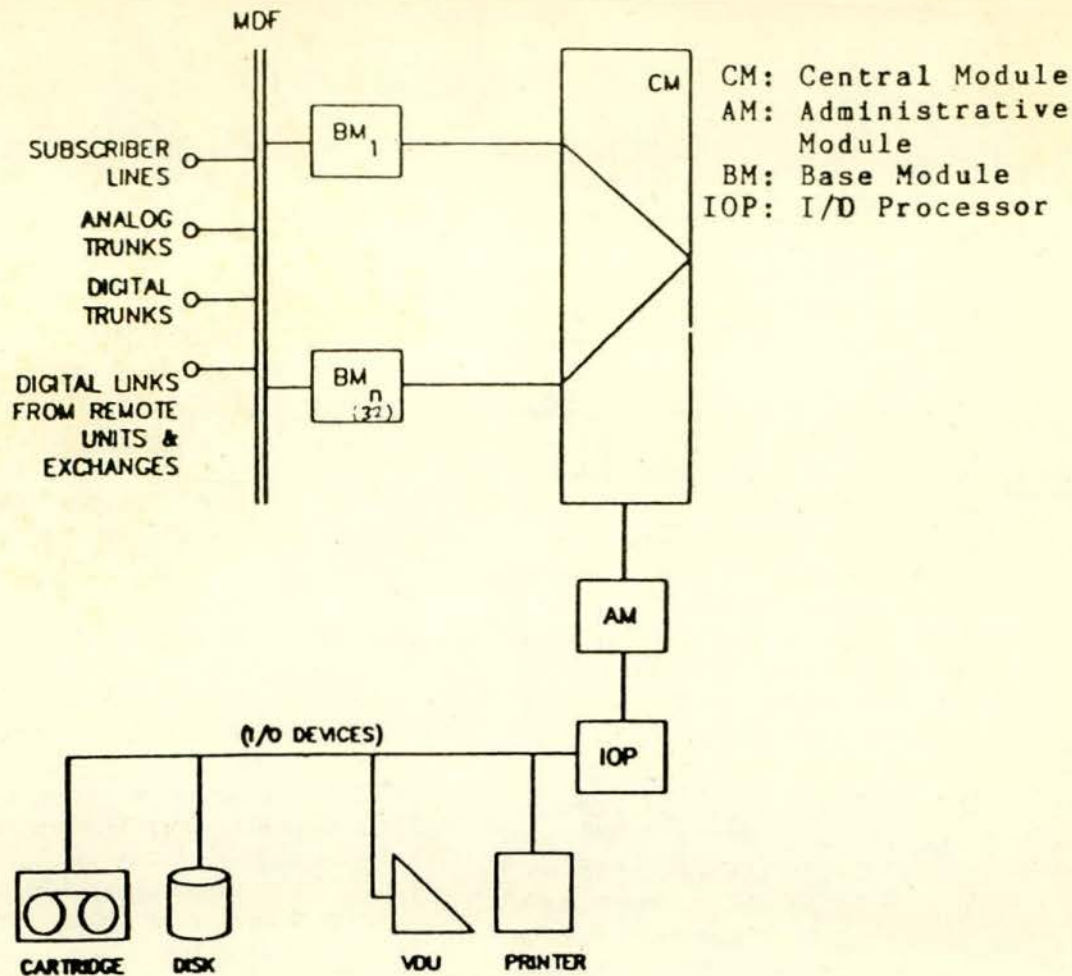 MDF
CM
CM: Central Module
AM: Administrative
Module
BM: Base Module
IOP: I/O Processor
BM1
SUBSCRIBER
LINES
ANALOG
TRUNKS
DIGITAL
TRUNKS
DIGITAL LINKS
FROM REMOTE
UNITS &
EXCHANGES
BMn
(32)
AM
(I/O DEVICES)
IOP
CARTRIDGE
DISK
VDU
PRINTER